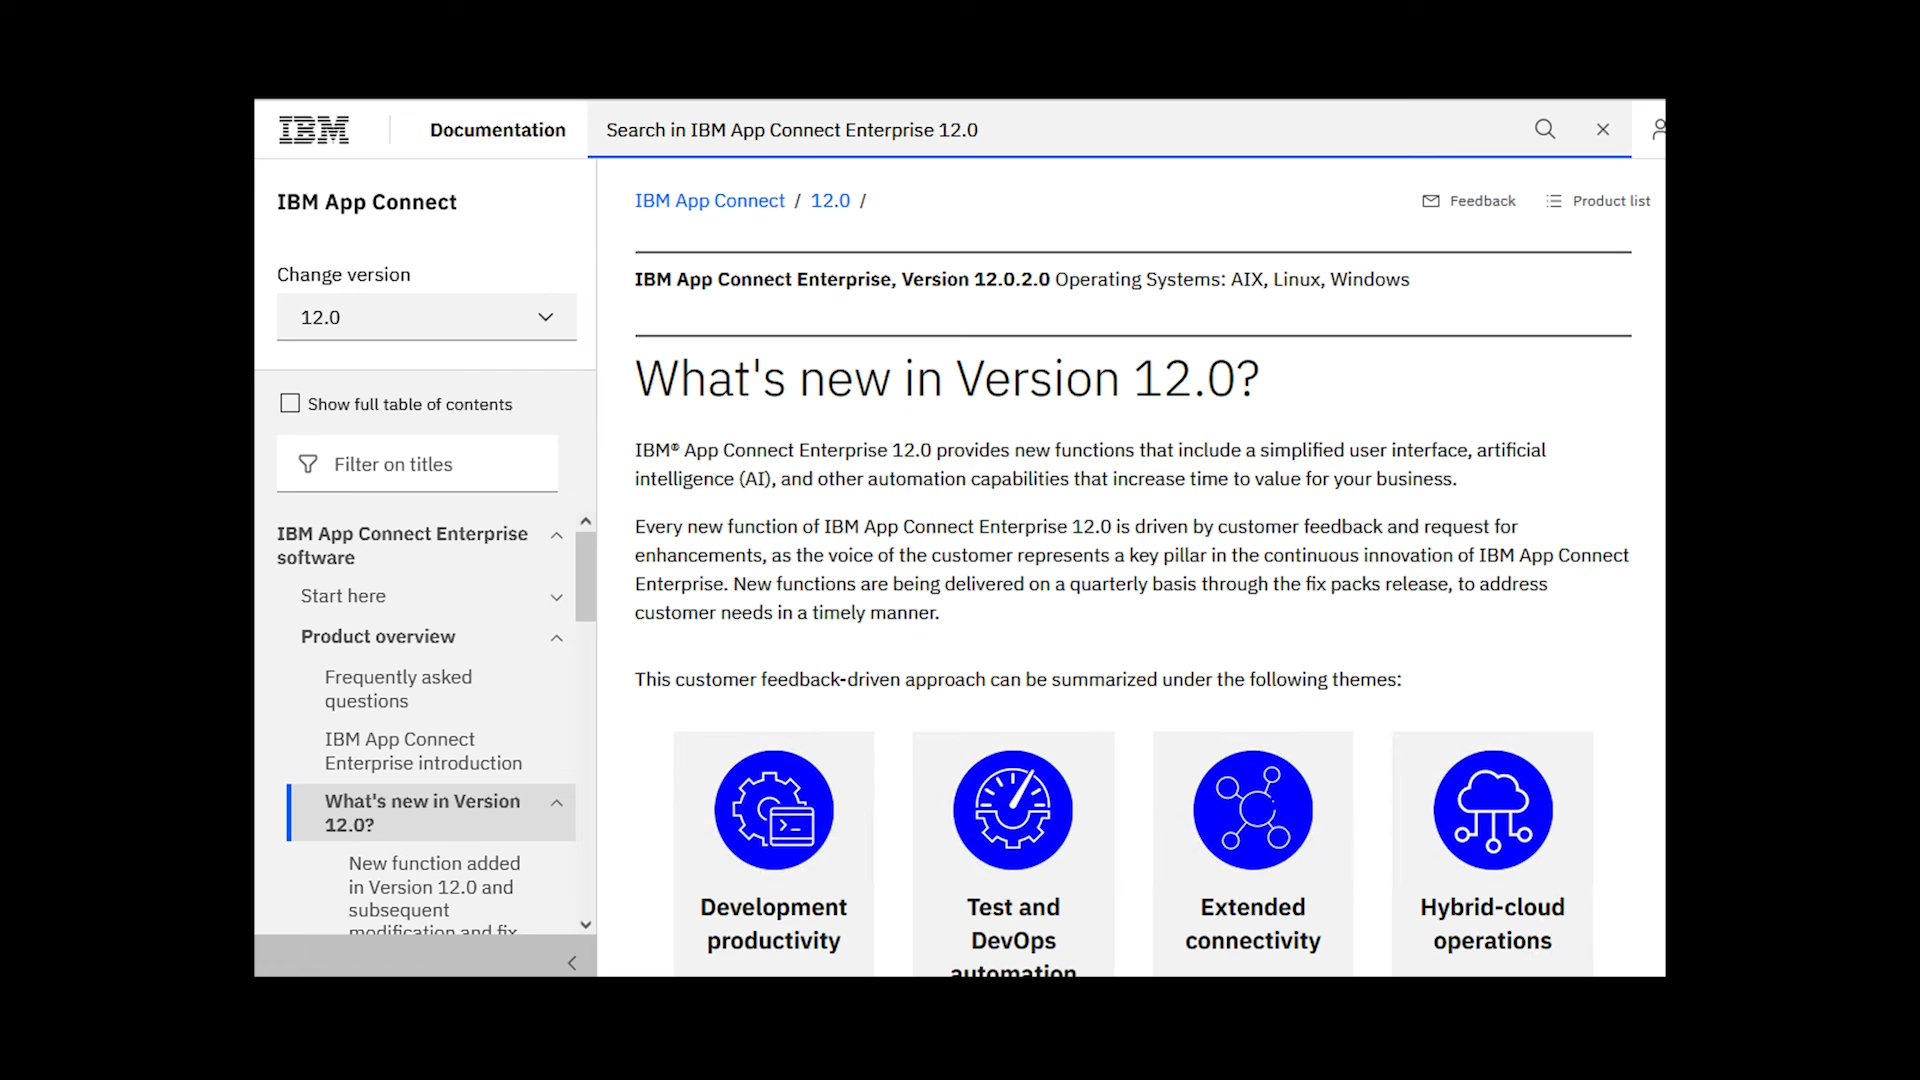 IBM
Documentation
Search in IBM App Connect Enterprise 12.0
IBM App Connect
Change version
12.0
Show full table of contents
Filter on titles
IBM App Connect Enterprise
software
Start here
Product overview
Frequently asked
questions
IBM App Connect
Enterprise introduction
What's new in Version
12.0?
New function added
in Version 12.0 and
subsequent
modification and fix
IBM App Connect / 12.0 /
Feedback
Product list
IBM App Connect Enterprise, Version 12.0.2.0 Operating Systems: AIX, Linux, Windows
What's new in Version 12.0?
IBM® App Connect Enterprise 12.0 provides new functions that include a simplified user interface, artificial
intelligence (AI), and other automation capabilities that increase time to value for your business.
Every new function of IBM App Connect Enterprise 12.0 is driven by customer feedback and request for
enhancements, as the voice of the customer represents a key pillar in the continuous innovation of IBM App Connect
Enterprise. New functions are being delivered on a quarterly basis through the fix packs release, to address
customer needs in a timely manner.
This customer feedback-driven approach can be summarized under the following themes:
Development
productivity
Test and
DevOps
automation
Extended
connectivity
Hybrid-cloud
operations